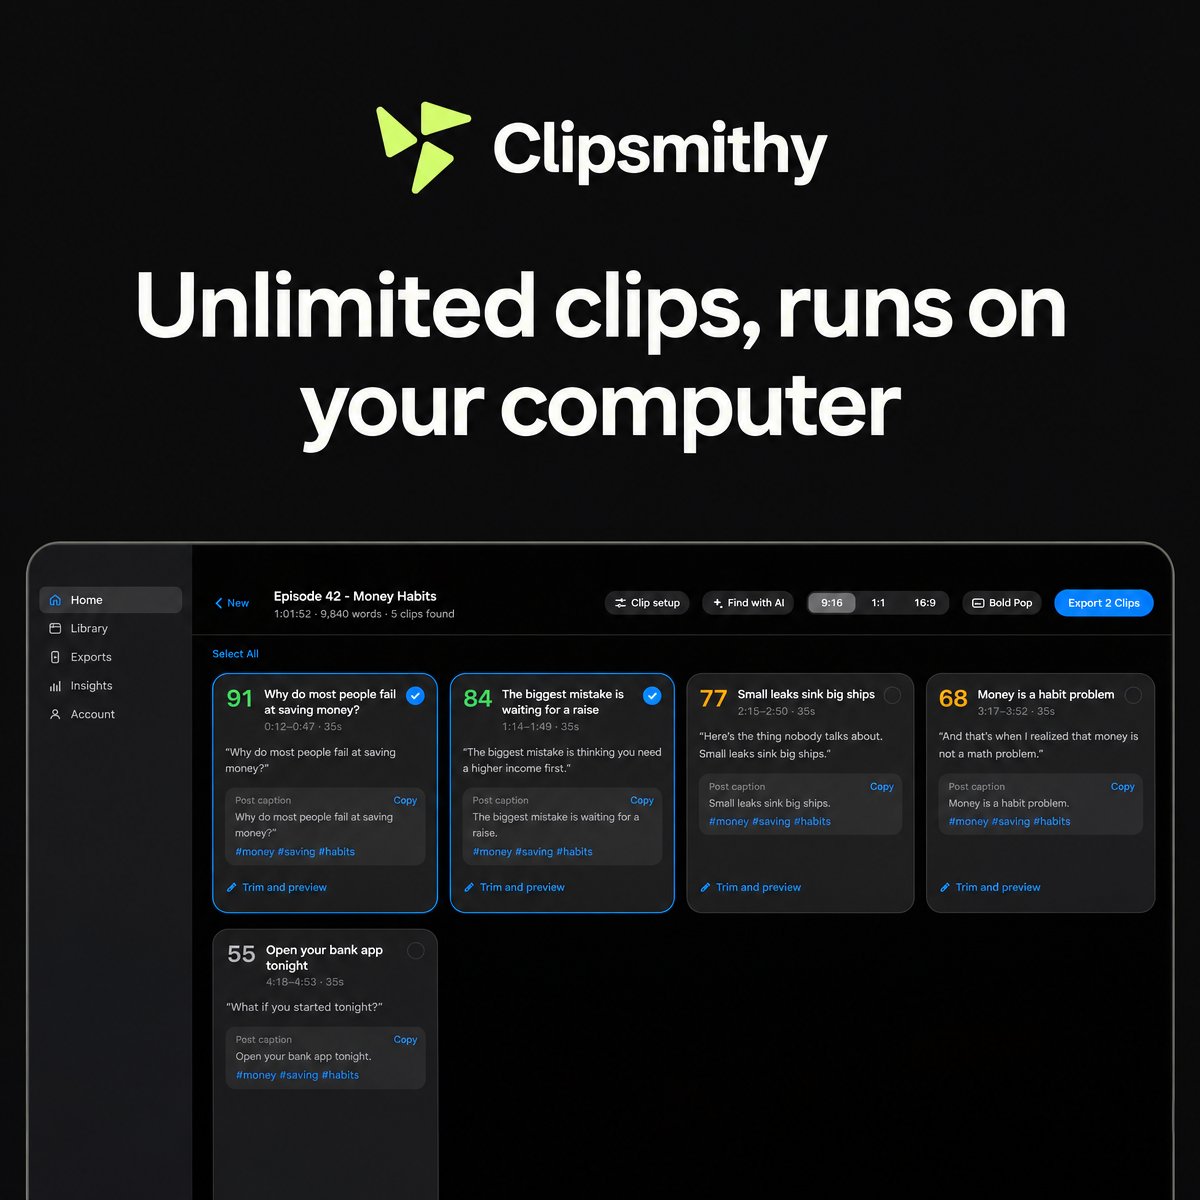 Clipsmithy
Unlimited clips, runs on
your computer
Home
Library
Exports
Insights
Account
New
Episode 42 - Money Habits
1:01:52 · 9,840 words · 5 clips found
Clip setup
Find with AI
9:16
1:1
16:9
Bold Pop
Export 2 Clips
Select All
91
Why do most people fail
at saving money?
0:12–0:47 · 35s
“Why do most people fail at saving
money?”
Post caption
Copy
Why do most people fail at saving
money?”
#money #saving #habits
Trim and preview
84
The biggest mistake is
waiting for a raise
1:14–1:49 · 35s
“The biggest mistake is thinking you need
a higher income first.”
Post caption
Copy
The biggest mistake is waiting for a
raise.
#money #saving #habits
Trim and preview
77
Small leaks sink big ships
2:15–2:50 · 35s
“Here’s the thing nobody talks about.
Small leaks sink big ships.”
Post caption
Copy
Small leaks sink big ships.
#money #saving #habits
Trim and preview
68
Money is a habit problem
3:17–3:52 · 35s
“And that’s when I realized that money is
not a math problem.”
Post caption
Copy
Money is a habit problem.
#money #saving #habits
Trim and preview
55
Open your bank app
tonight
4:18–4:53 · 35s
“What if you started tonight?”
Post caption
Copy
Open your bank app tonight.
#money #saving #habits